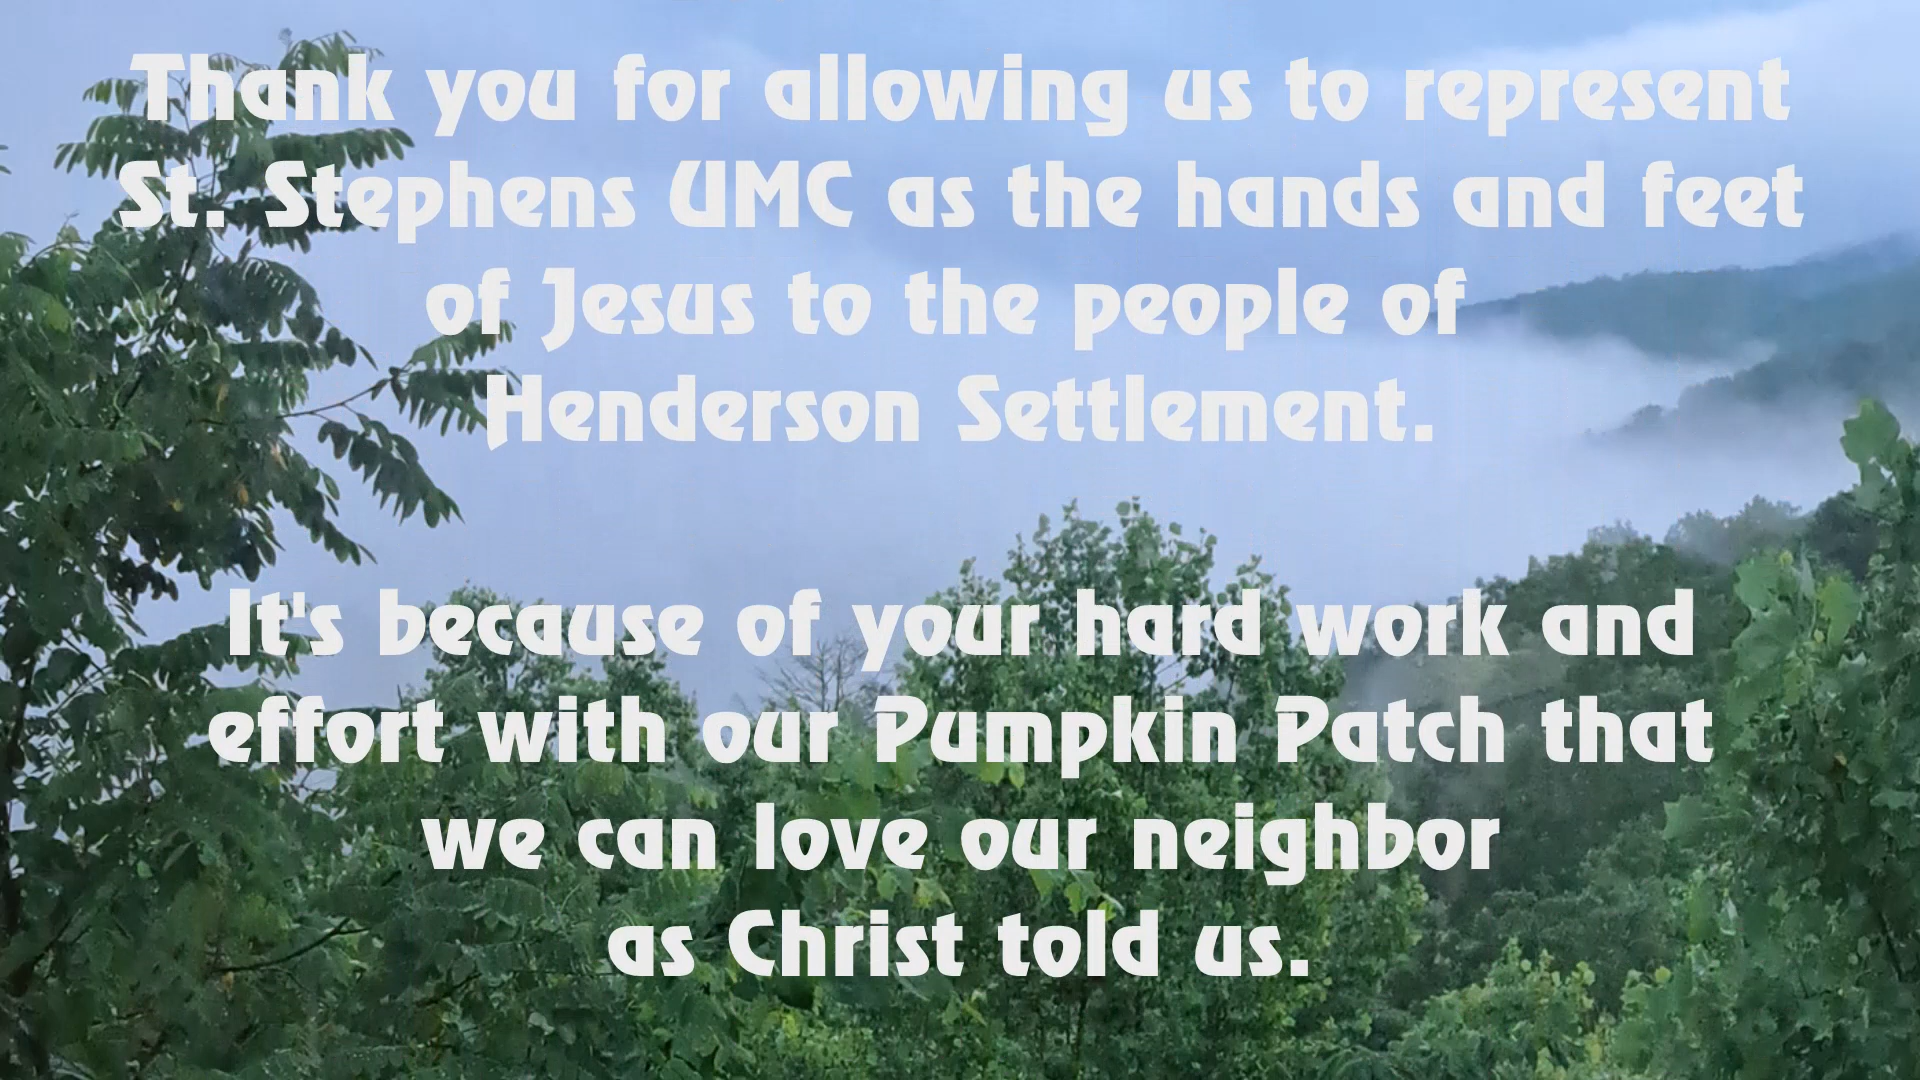 Thank you for allowing us to represent
St. Stephens UMC as the hands and feet
of Jesus to the people of
Henderson Settlement.
It's because of your hard work and
effort with our Pumpkin Patch that
we can love our neighbor
as Christ told us.